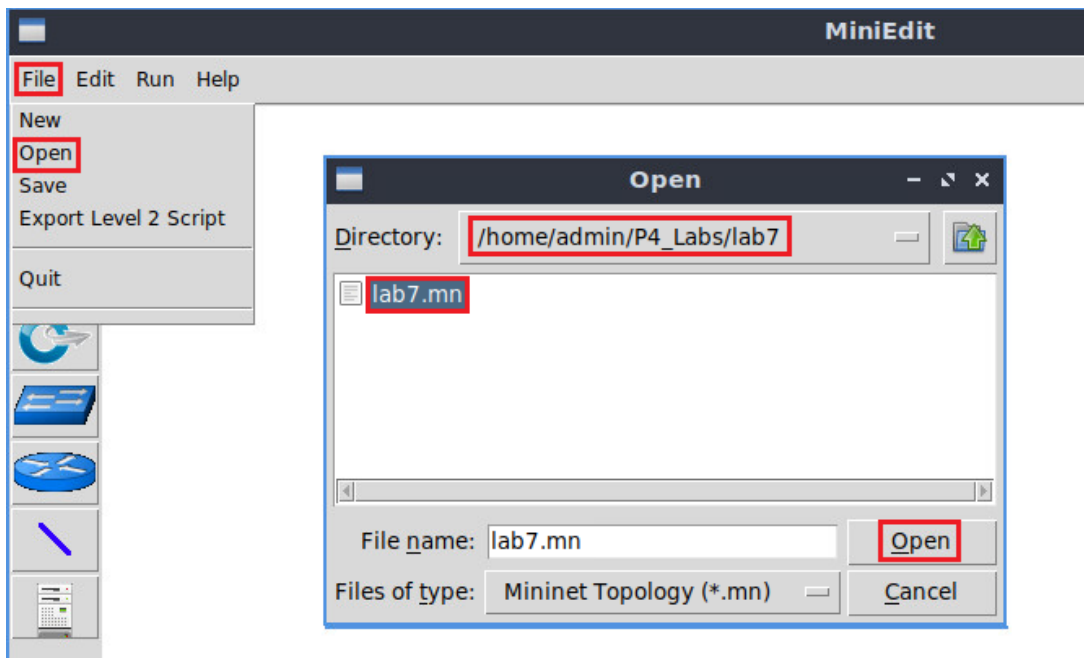 MiniEdit
File Edit Run Help
New
Open
Save
Export Level 2 Script
Quit
Open
Directory: /home/admin/P4_Labs/lab7
lab7.mn
File name: lab7.mn Open
Files of type: Mininet Topology (*.mn) Cancel